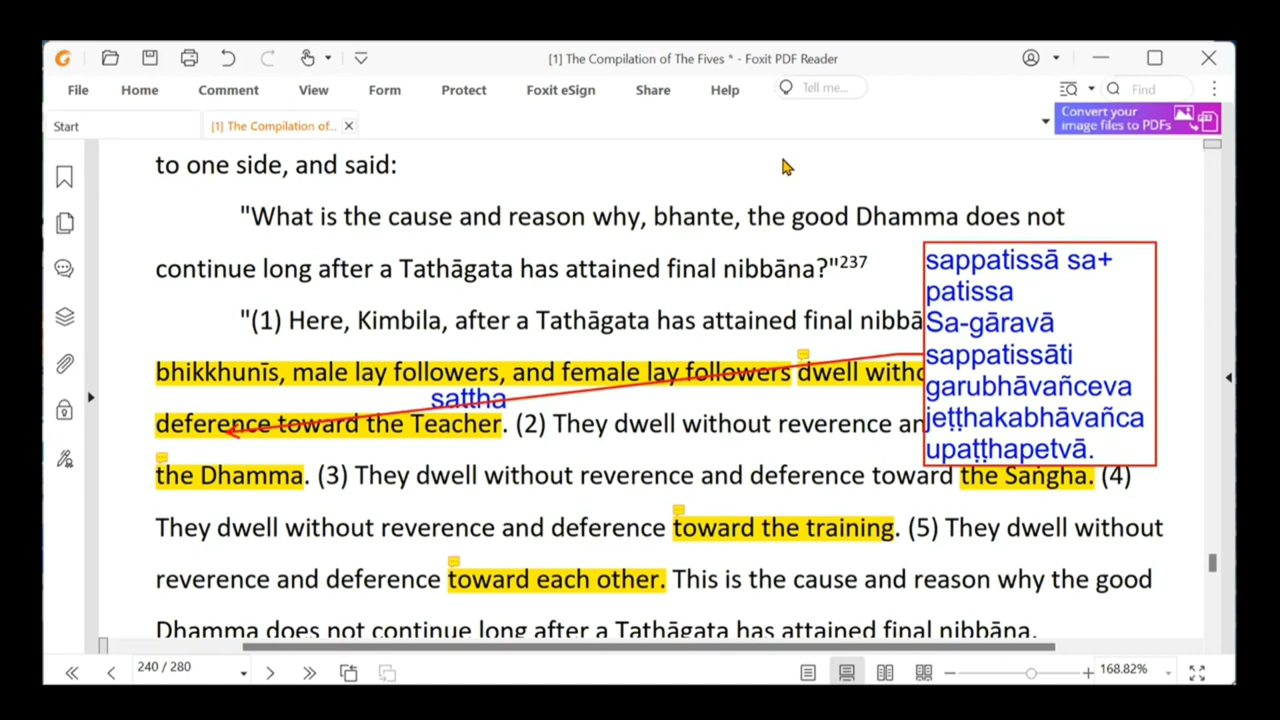 [1] The Compilation of The Fives * - Foxit PDF Reader
File Home Comment View Form Protect Foxit eSign Share Help Tell me... Find
Start [1] The Compilation of...
Convert your
image files to PDFs
to one side, and said:
"What is the cause and reason why, bhante, the good Dhamma does not
continue long after a Tathāgata has attained final nibbāna?"237
"(1) Here, Kimbila, after a Tathāgata has attained final
bhikkhunīs, male lay followers, and female lay followers dwell
sattha
deference toward the Teacher. (2) They dwell without reverence
the Dhamma. (3) They dwell without reverence and deference toward the Saṅgha. (4)
They dwell without reverence and deference toward the training. (5) They dwell without
reverence and deference toward each other. This is the cause and reason why the good
Dhamma does not continue long after a Tathāgata has attained final nibbāna.
sappatissā sa+
patissa
Sa-gāravā
sappatissāti
garubhāvañceva
jeṭṭhakabhāvañca
upaṭṭhapetvā.
240 / 280
168.82%